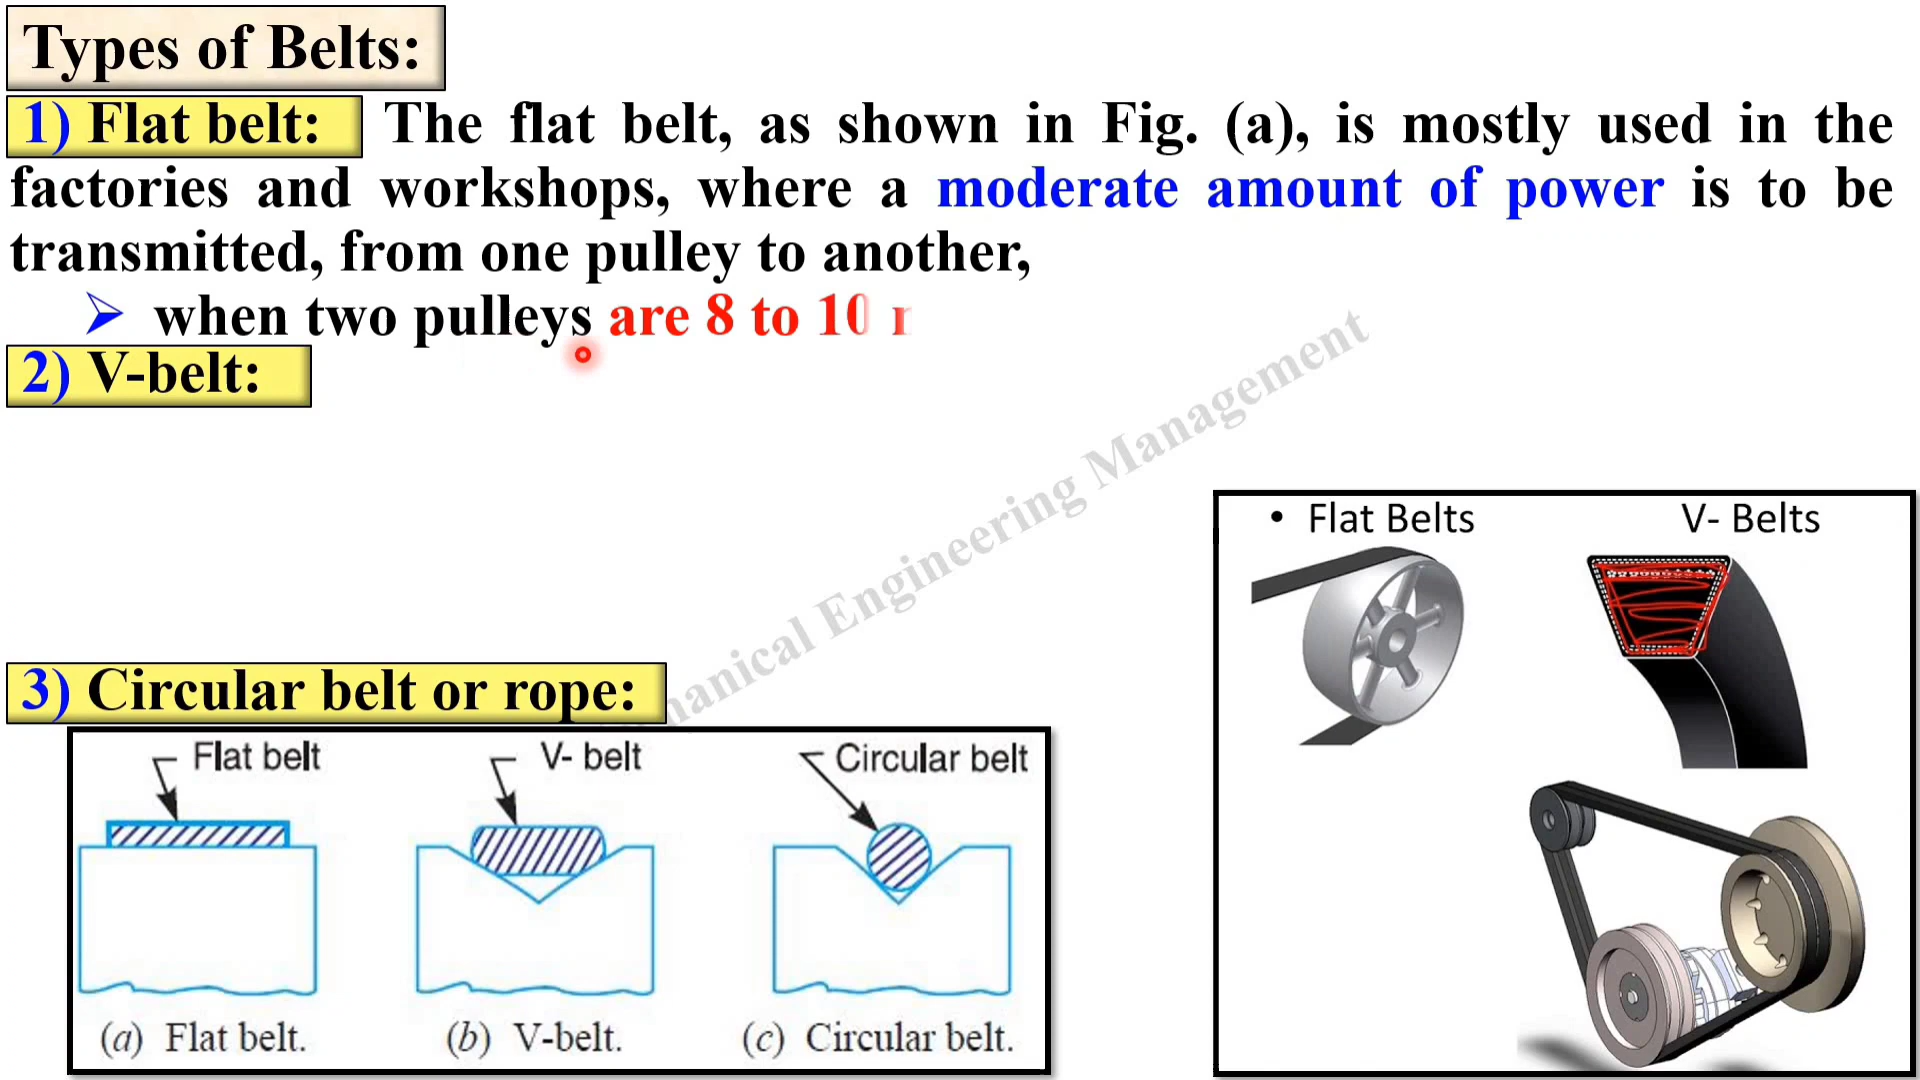 Types of Belts:
1) Flat belt: The flat belt, as shown in Fig. (a), is mostly used in the
factories and workshops, where a moderate amount of power is to be
transmitted, from one pulley to another,
➢ when two pulleys are 8 to 10
2) V-belt:
3) Circular belt or rope:
Engineering Management
Flat belt
V- belt
Circular belt
(a) Flat belt.
(b) V-belt.
(c) Circular belt.
• Flat Belts
V- Belts